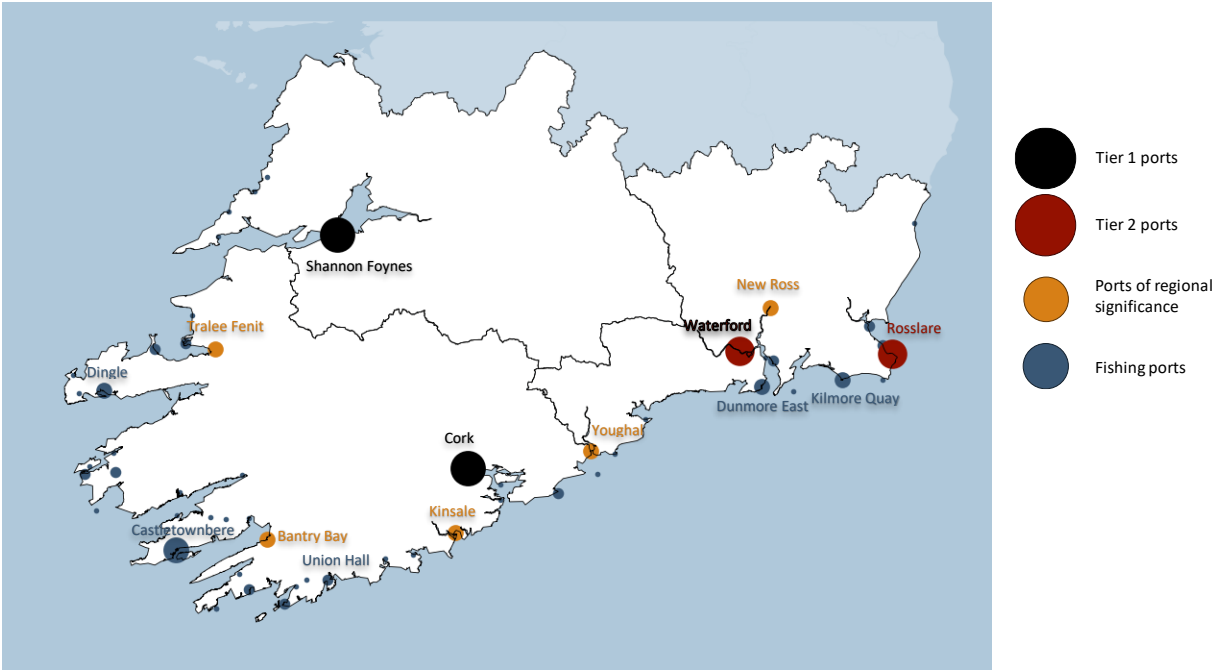 Tier 1 ports
Tier 2 ports
Shannon Foynes
New Ross
Ports of regional
significance
Tralee Fenit
Waterford
Rosslare
Dingle
Fishing ports
Dunmore East
Kilmore Quay
Youghal
Cork
Kinsale
Castletownbere
Bantry Bay
Union Hall